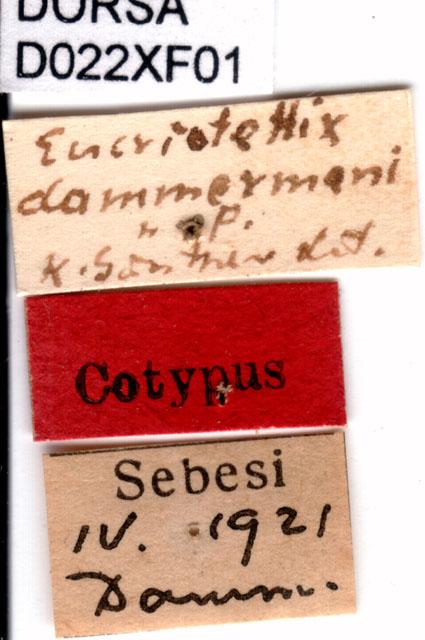 DORSA
D022XF01
Eucriotettix
dammermani
n. sp.
K. Günther det.
Cotypus
Sebesi
IV. 1921
Damm.